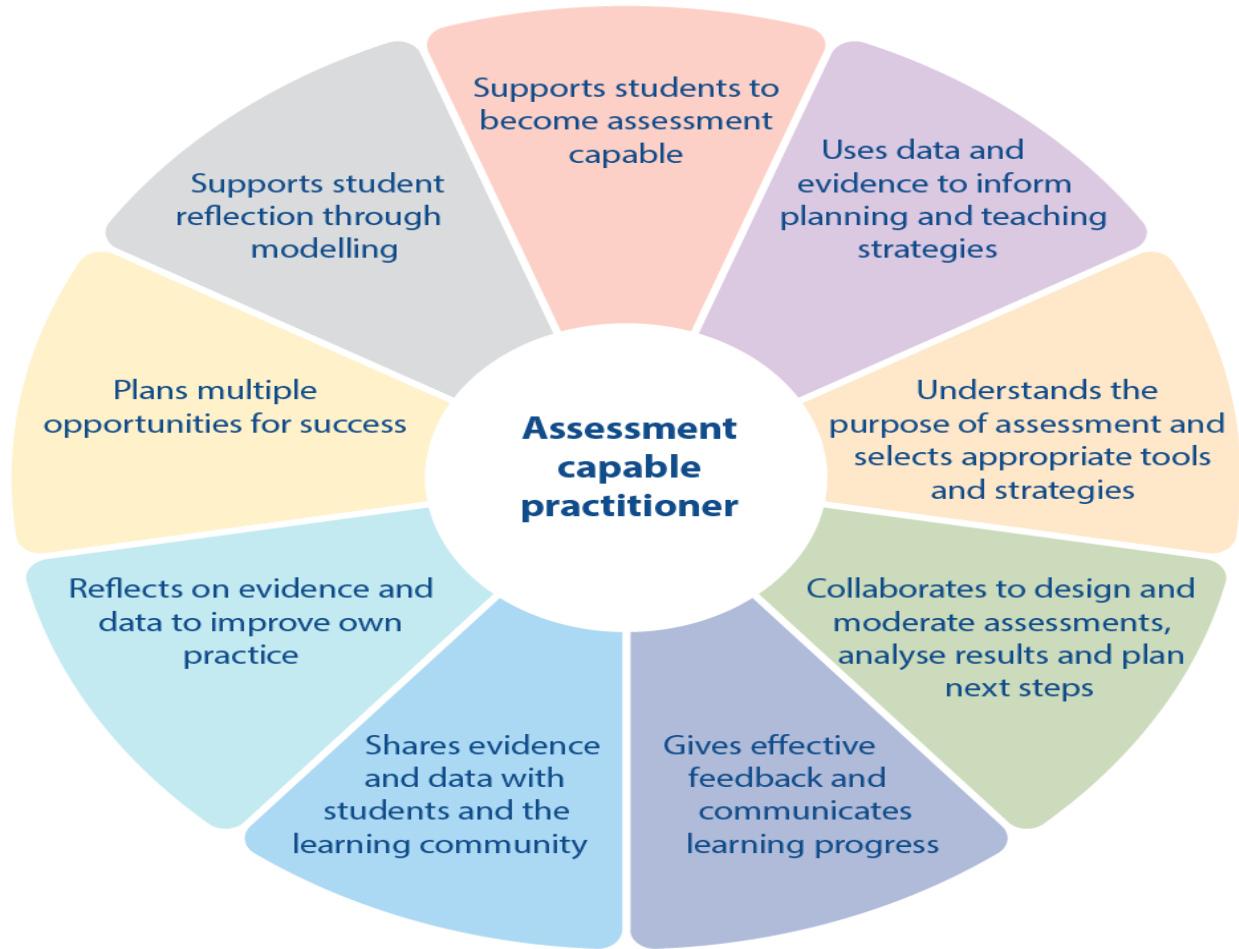 Supports students to
become assessment
capable
Uses data and
evidence to inform
planning and teaching
strategies
Understands the
purpose of assessment and
selects appropriate tools
and strategies
Collaborates to design and
moderate assessments,
analyse results and plan
next steps
Gives effective
feedback and
communicates
learning progress
Shares evidence
and data with
students and the
learning community
Reflects on evidence and
data to improve own
practice
Plans multiple
opportunities for success
Supports student
reflection through
modelling
Assessment
capable
practitioner